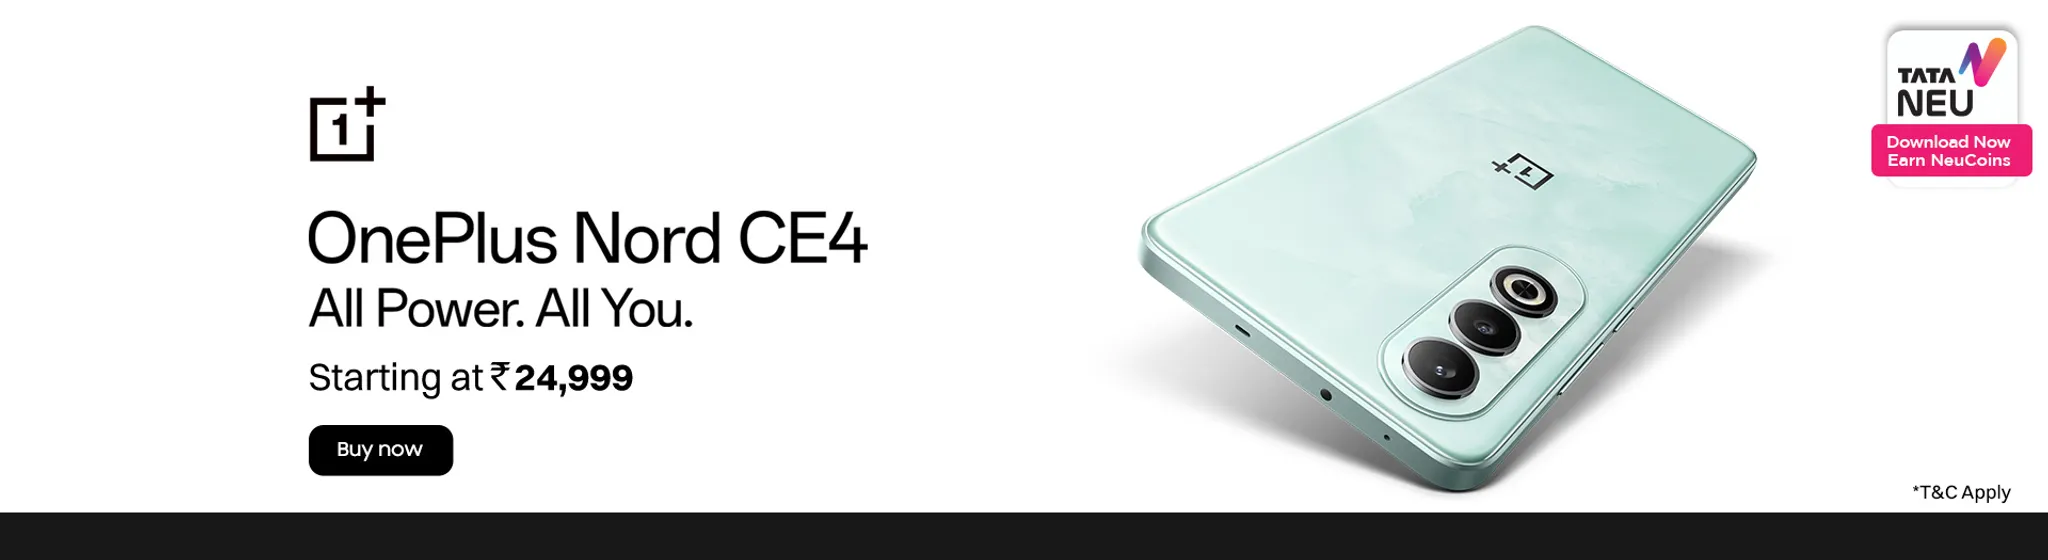 1+
OnePlus Nord CE4
All Power. All You.
Starting at ₹24,999
Buy now
TATA
NEU
Download Now
Earn NeuCoins
1+
*T&C Apply